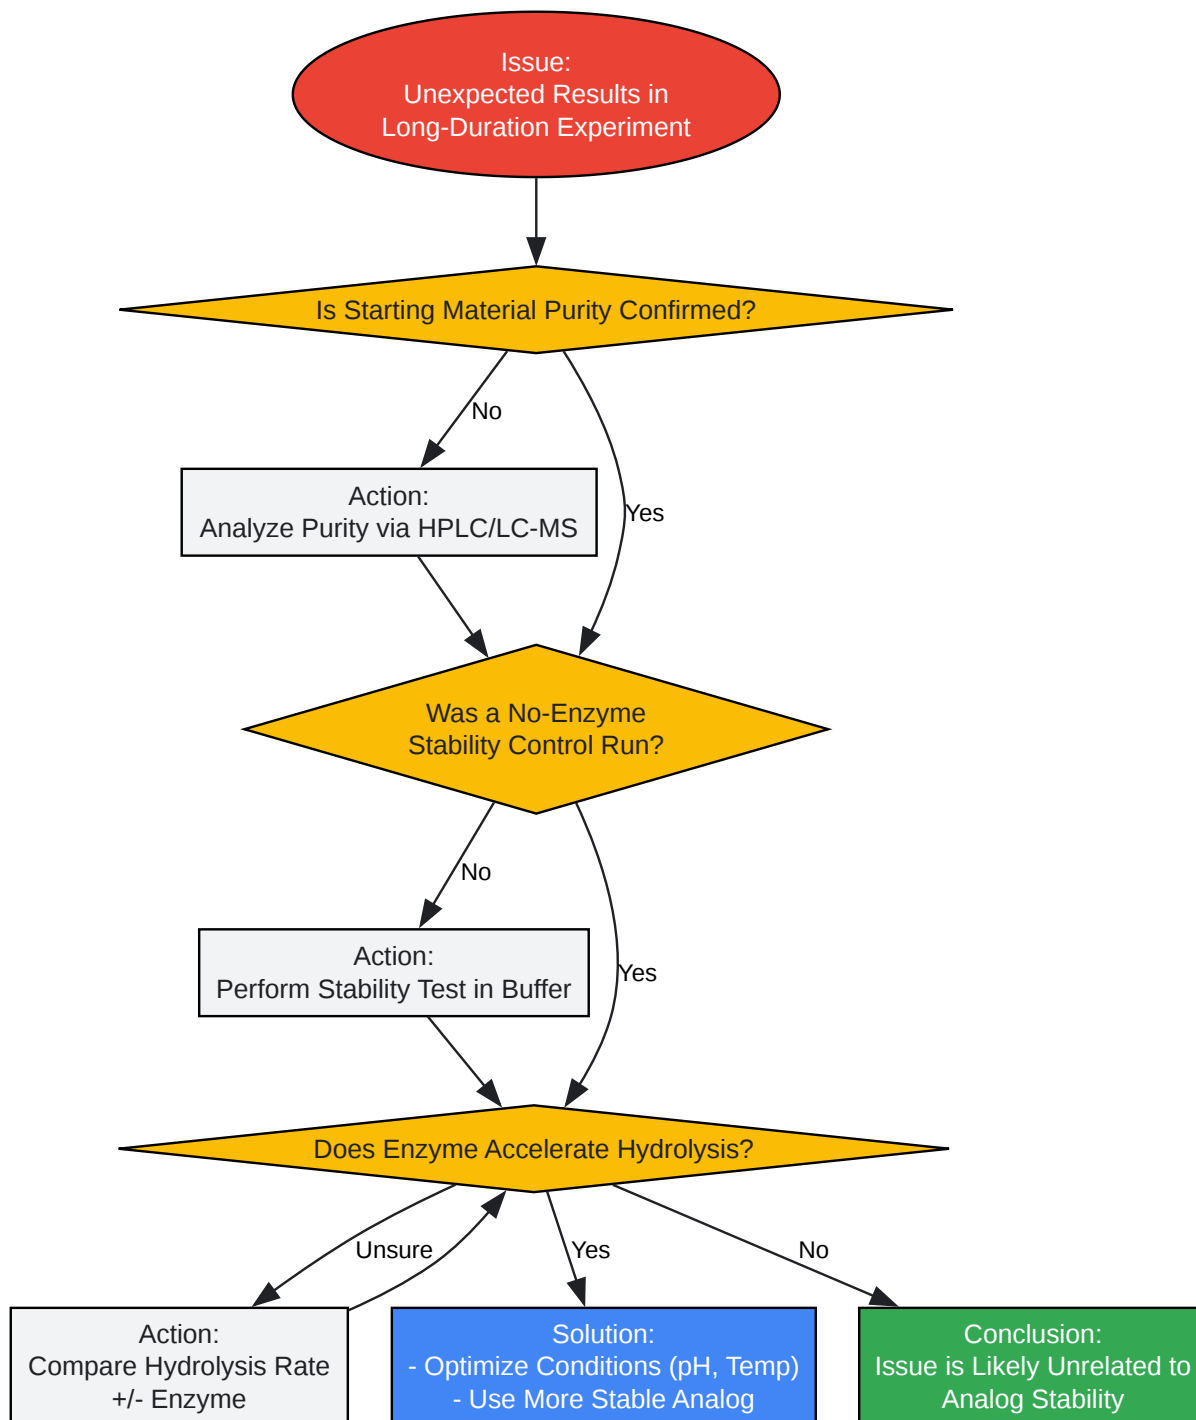 Issue:
Unexpected Results in
Long-Duration Experiment
Is Starting Material Purity Confirmed?
No
Action:
Analyze Purity via HPLC/LC-MS
Yes
Was a No-Enzyme
Stability Control Run?
No
Action:
Perform Stability Test in Buffer
Yes
Does Enzyme Accelerate Hydrolysis?
Unsure
Yes
No
Action:
Compare Hydrolysis Rate
+/- Enzyme
Solution:
- Optimize Conditions (pH, Temp)
- Use More Stable Analog
Conclusion:
Issue is Likely Unrelated to
Analog Stability